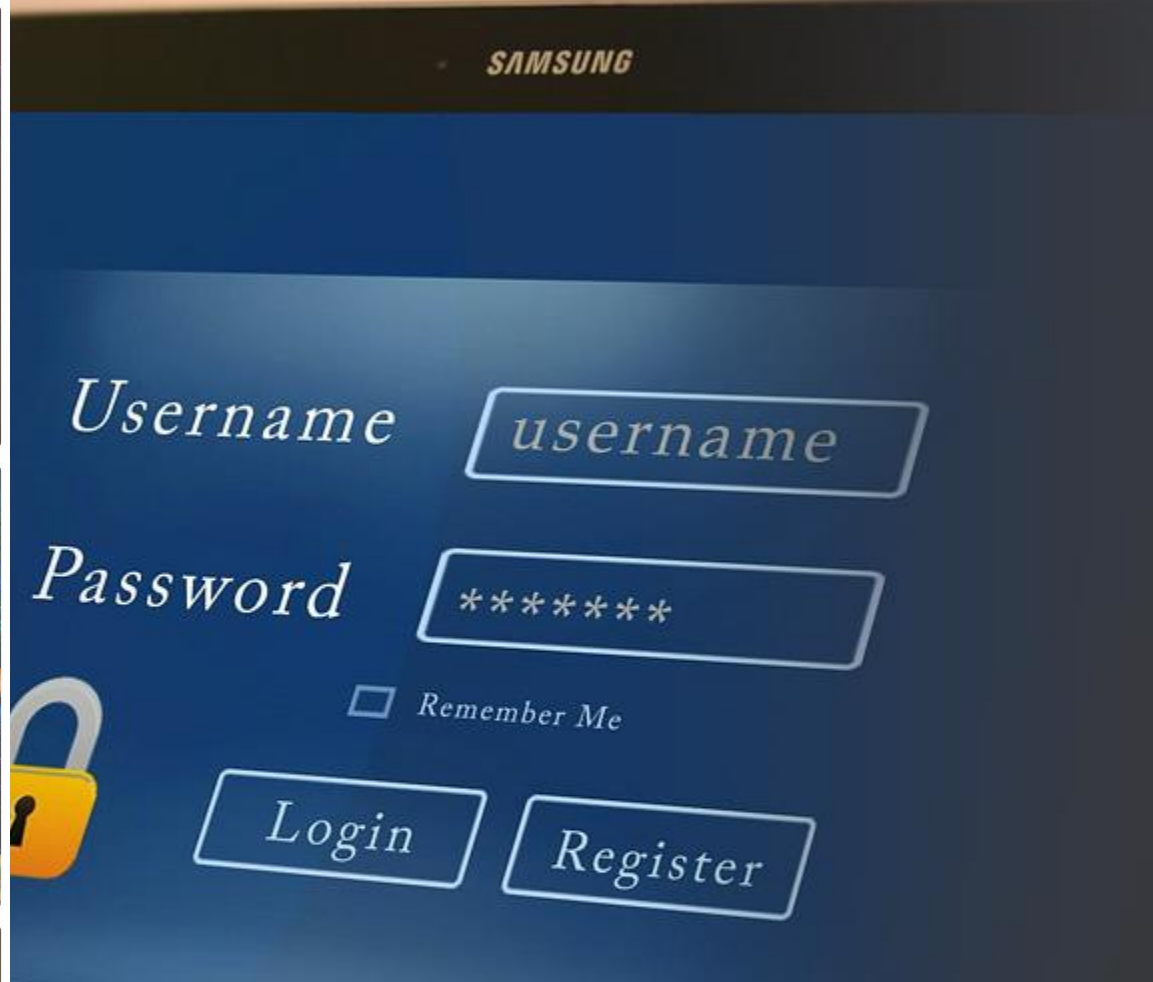 SAMSUNG
Username username
Password *******
Remember Me
Login Register